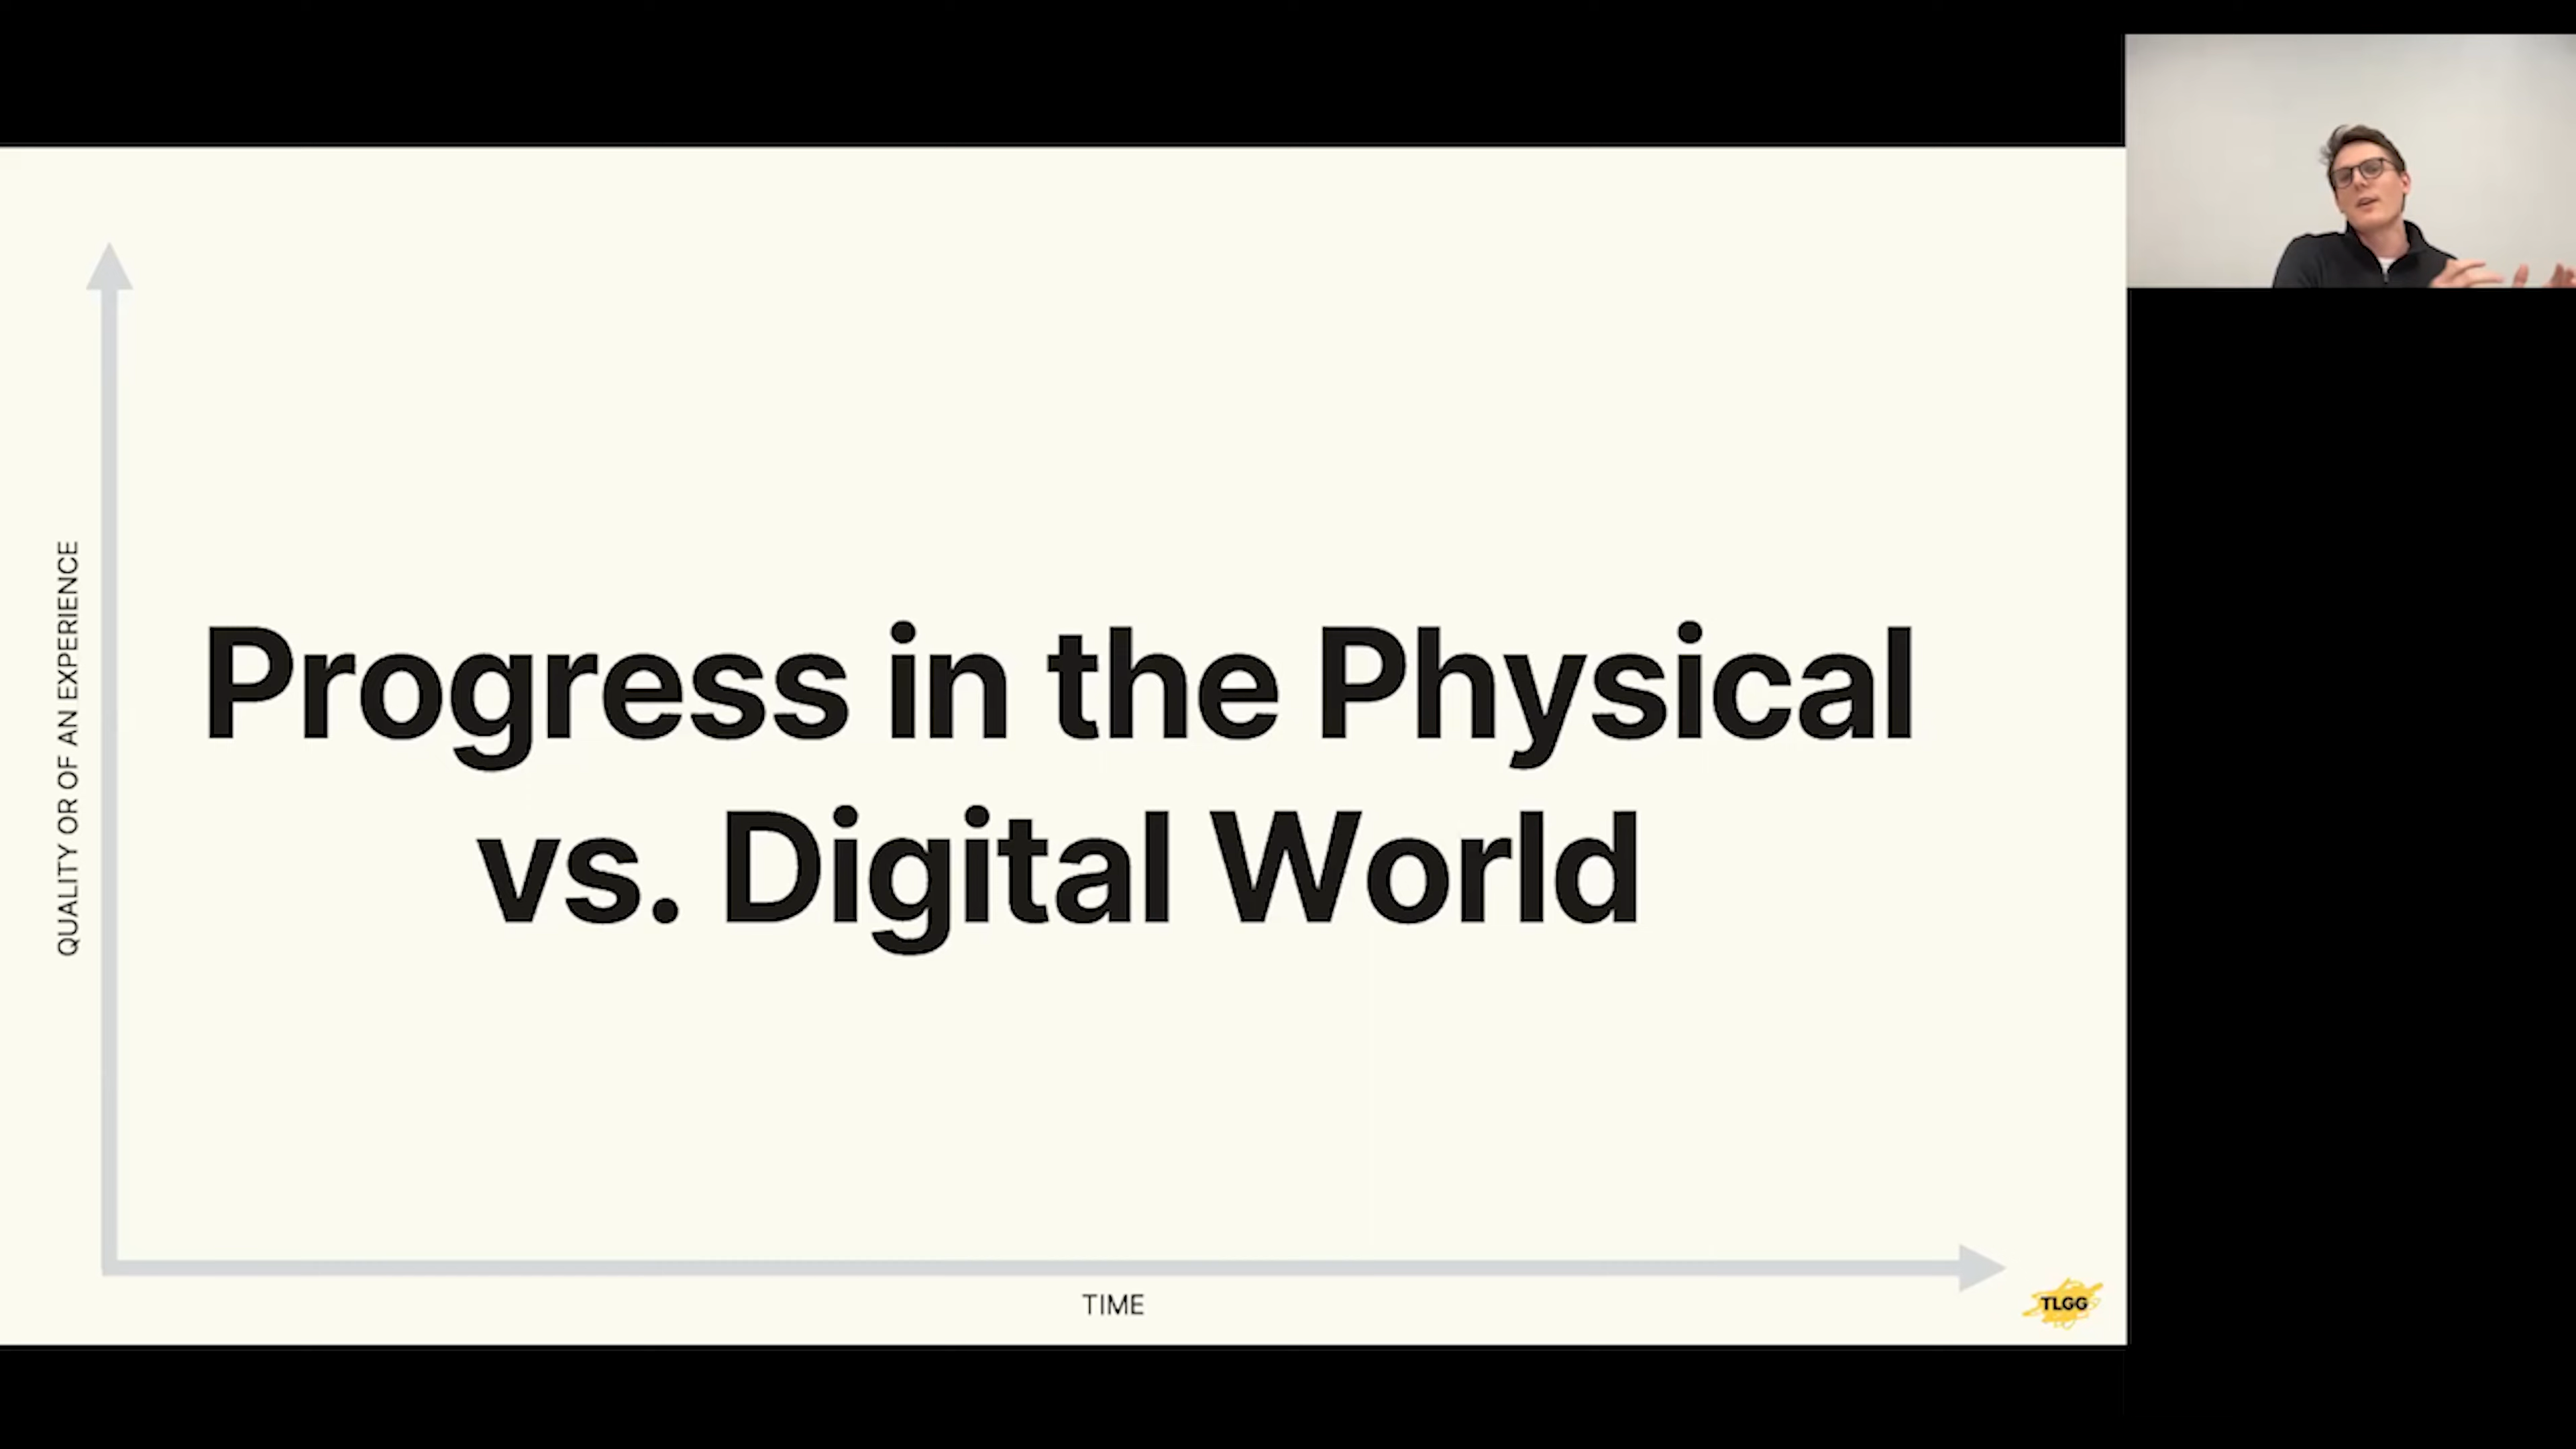 QUALITY OR OF AN EXPERIENCE
Progress in the Physical
vs. Digital World
TIME
TLGG